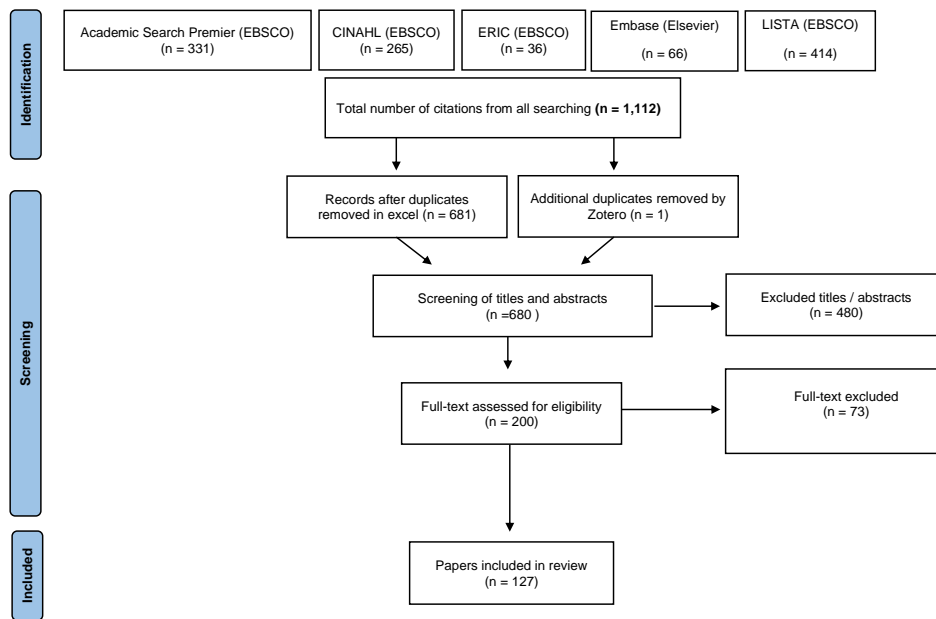 Identification
Academic Search Premier (EBSCO)
(n = 331)
CINAHL (EBSCO)
(n = 265)
ERIC (EBSCO)
(n = 36)
Embase (Elsevier)
(n = 66)
LISTA (EBSCO)
(n = 414)
Total number of citations from all searching (n = 1,112)
Screening
Records after duplicates
removed in excel (n = 681)
Additional duplicates removed by
Zotero (n = 1)
Screening of titles and abstracts
(n =680 )
Excluded titles / abstracts
(n = 480)
Full-text assessed for eligibility
(n = 200)
Full-text excluded
(n = 73)
Included
Papers included in review
(n = 127)